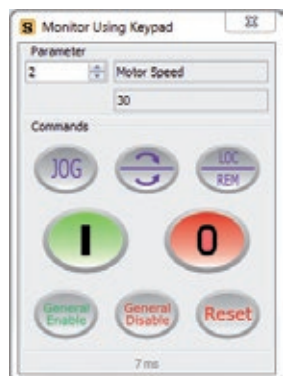 S Monitor Using Keypad
Parameter
2 Motor Speed
30
Commands
JOG LOC
REM
I 0
General Enable General Disable Reset
7 ms